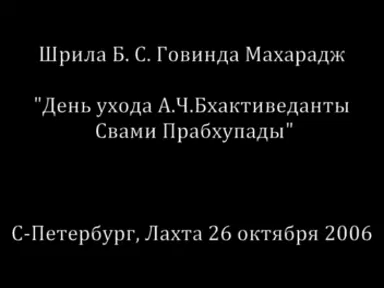 Шрила Б. С. Говинда Махарадж
"День ухода А.Ч.Бхактиведанты
Свами Прабхупады"
С-Петербург, Лахта 26 октября 2006